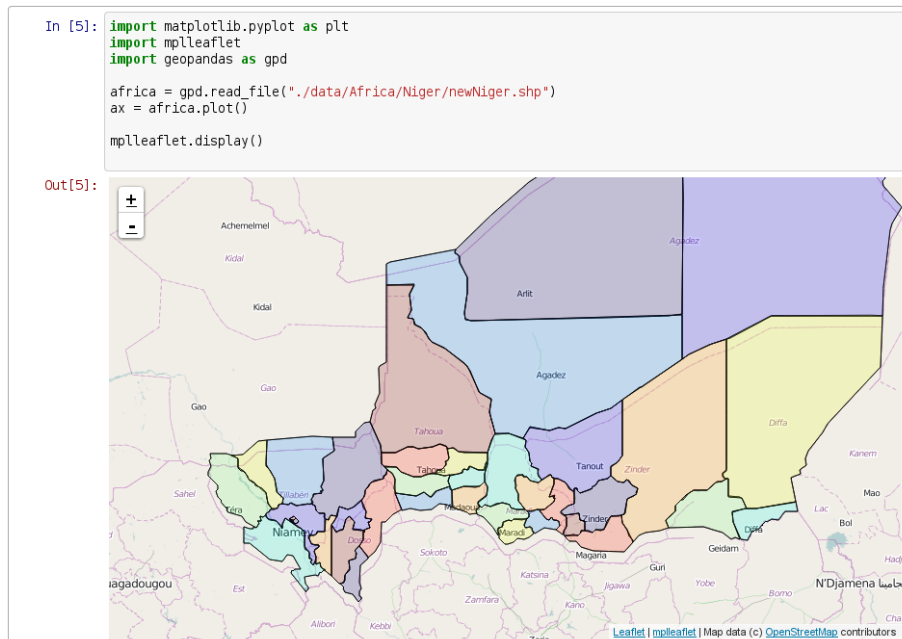 In [5]:
import matplotlib.pyplot as plt
import mplleaflet
import geopandas as gpd
africa = gpd.read_file("./data/Africa/Niger/newNiger.shp")
ax = africa.plot()
mplleaflet.display()
Out[5]:
+
-
Achemelmel
Agadez
Kidal
Arlit
Kidal
Agadez
Gao
Gao
Tahoua
Diffa
Kanem
Tahoua
Tanout
Zinder
Sahel
Tillabéri
Mao
Téra
Madaoua
Zinder
Lac
Niamey
Maradi
Diffa
Bol
Dosso
Geidam
Sokoto
Magaria
Guri
Katsina
Jigawa
Yobe
uagadougou
Est
Zamfara
Borno
N'Djamena انجامينا
Kano
Alibori
Kebbi
Leaflet | mplleaflet | Map data (c) OpenStreetMap contributors